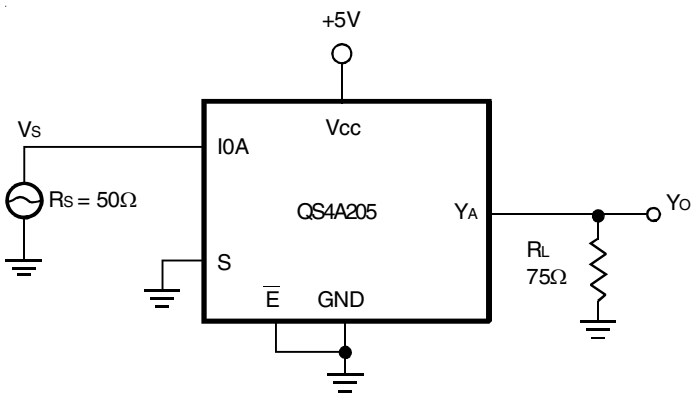 +5V
Vcc
VS
I0A
RS = 50Ω
QS4A205
YA
YO
S
RL
75Ω
E̅
GND